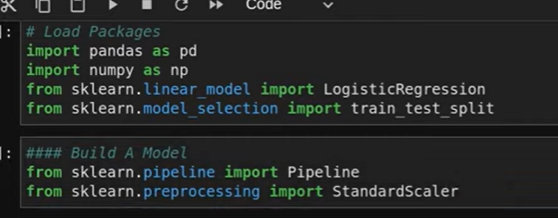 Code
]: # Load Packages
import pandas as pd
import numpy as np
from sklearn.linear_model import LogisticRegression
from sklearn.model_selection import train_test_split
]: #### Build A Model
from sklearn.pipeline import Pipeline
from sklearn.preprocessing import StandardScaler